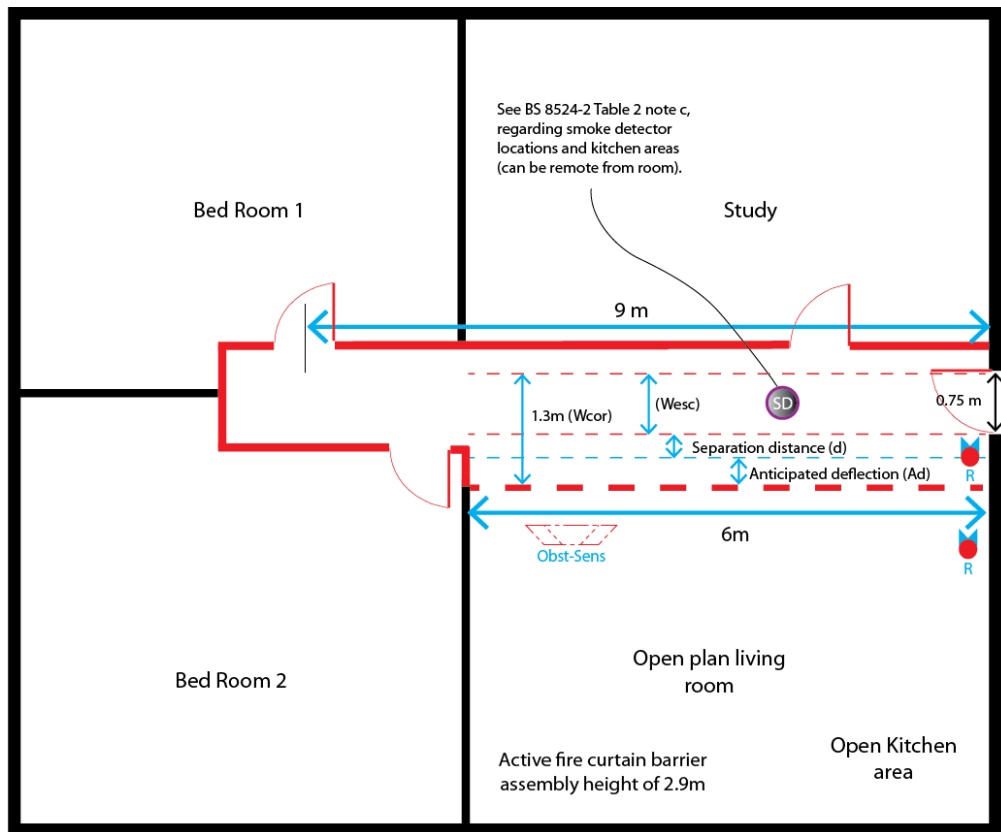 See BS 8524-2 Table 2 note c,
regarding smoke detector
locations and kitchen areas
(can be remote from room).
Bed Room 1
Study
9 m
1.3m (Wcor)
(Wesc)
SD
0.75 m
Separation distance (d)
Anticipated deflection (Ad)
R
6m
Obst-Sens
R
Open plan living
room
Bed Room 2
Open Kitchen
area
Active fire curtain barrier
assembly height of 2.9m